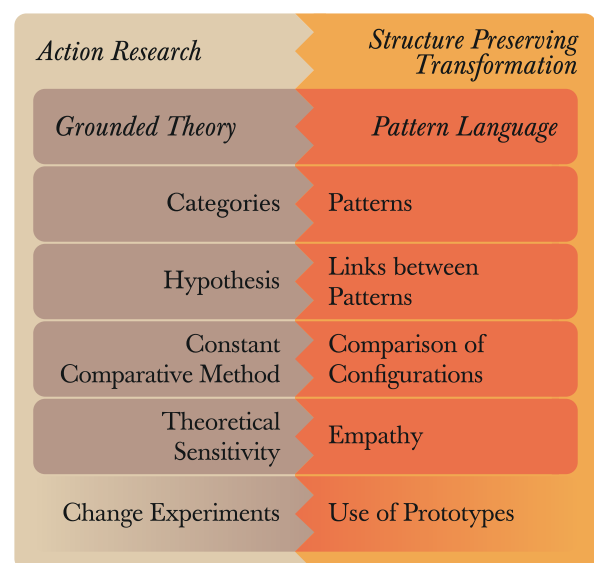 Action Research
Structure Preserving
Transformation
Grounded Theory
Pattern Language
Categories
Patterns
Hypothesis
Links between
Patterns
Constant
Comparative Method
Comparison of
Configurations
Theoretical
Sensitivity
Empathy
Change Experiments
Use of Prototypes